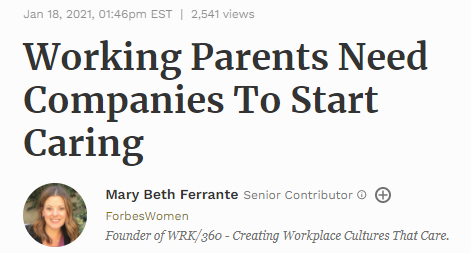 Jan 18, 2021, 01:46pm EST | 2,541 views
Working Parents Need
Companies To Start
Caring
Mary Beth Ferrante Senior Contributor
ForbesWomen
Founder of WRK/360 - Creating Workplace Cultures That Care.